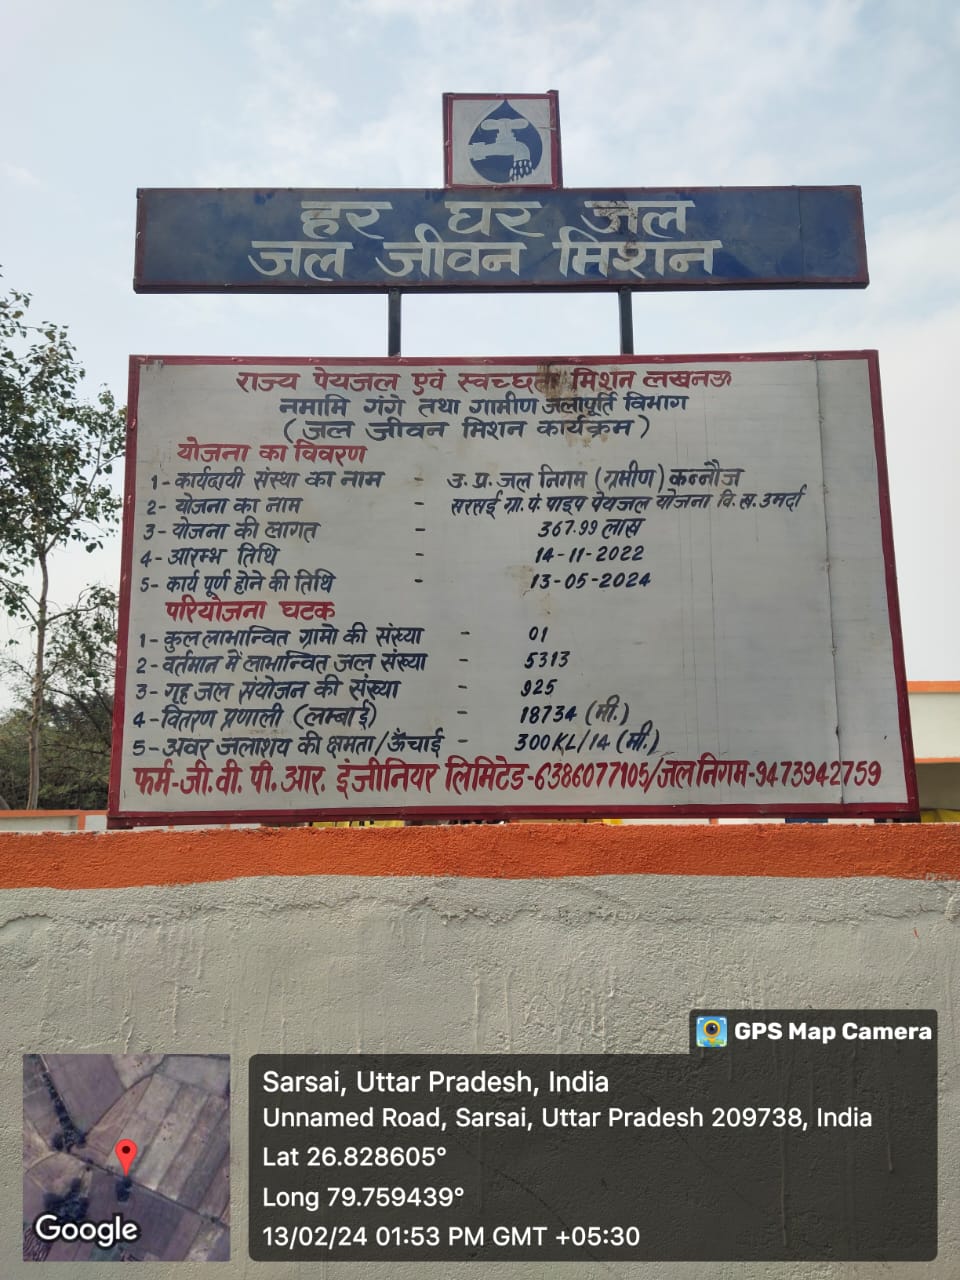 हर घर जल
जल जीवन मिशन
राज्य पेयजल एवं स्वच्छता मिशन लखनऊ
नमामि गंगे तथा ग्रामीण जलापूर्ति विभाग
(जल जीवन मिशन कार्यक्रम)
योजना का विवरण
1- कार्यदायी संस्था का नाम - उ. प्र. जल निगम (ग्रामीण) कन्नौज
2- योजना का नाम - सरसई ग्रा. पं. पाइप पेयजल योजना वि. ख. उमर्दा
3- योजना की लागत - 367.99 लाख
4- आरम्भ तिथि - 14-11-2022
5- कार्य पूर्ण होने की तिथि - 13-05-2024
परियोजना घटक
1- कुल लाभान्वित ग्रामो की संख्या - 01
2- वर्तमान में लाभान्वित जल संख्या - 5313
3- गृह जल संयोजन की संख्या - 925
4- वितरण प्रणाली (लम्बाई) - 18734 (मी.)
5- अवर जलाशय की क्षमता/ऊँचाई - 300KL/14 (मी.)
फर्म-जी. वी. पी. आर. इंजीनियर लिमिटेड-6386077105/जल निगम-9473942759
GPS Map Camera
Sarsai, Uttar Pradesh, India
Unnamed Road, Sarsai, Uttar Pradesh 209738, India
Lat 26.828605°
Long 79.759439°
13/02/24 01:53 PM GMT +05:30
Google